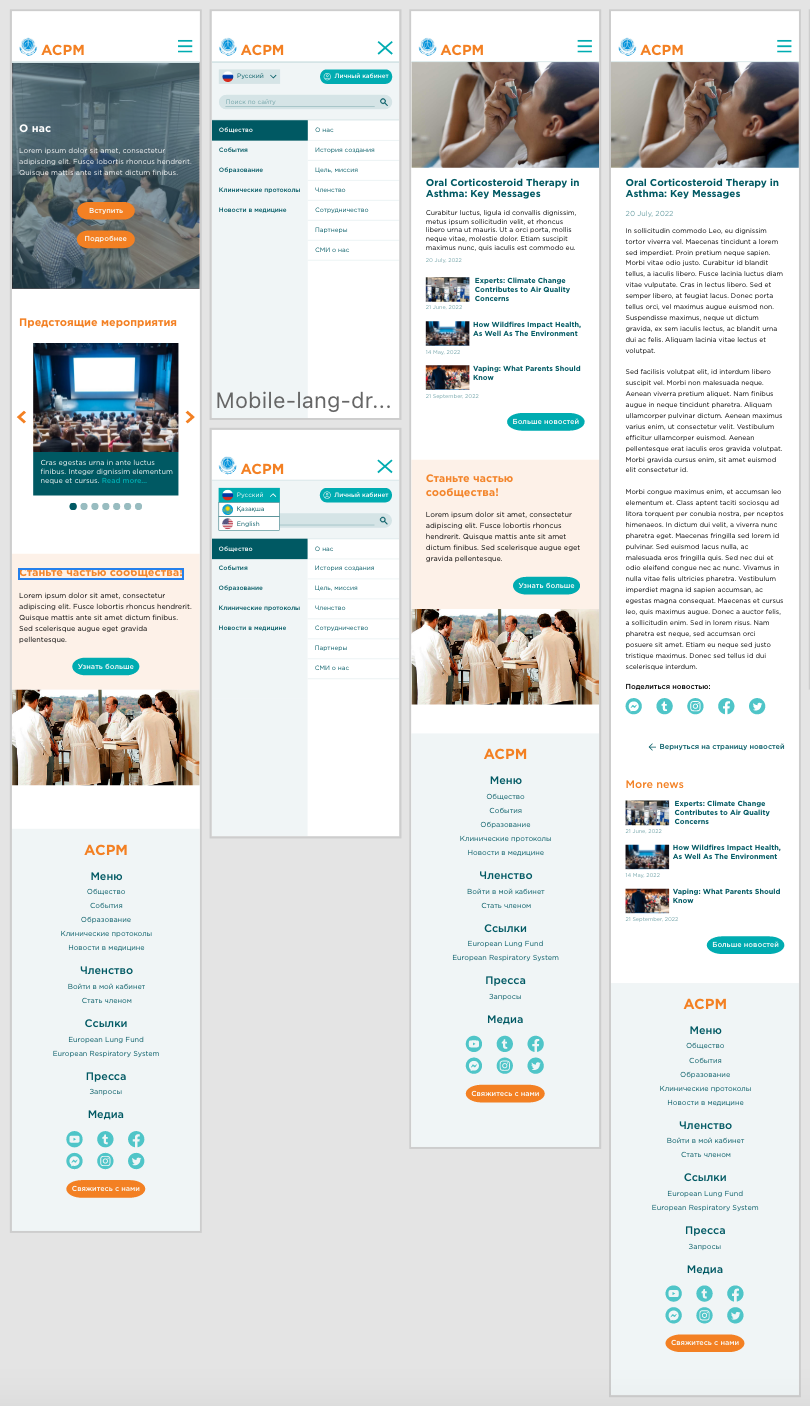 АСРМ
О нас
Lorem ipsum dolor sit amet, consectetur
adipiscing elit. Fusce lobortis rhoncus hendrerit.
Quisque mattis ante sit amet dictum finibus.
Вступить
Подробнее
Предстоящие мероприятия
Cras egestas urna in ante luctus
finibus. Integer dignissim elementum
neque et cursus. Read more...
Станьте частью сообщества!
Lorem ipsum dolor sit amet, consectetur
adipiscing elit. Fusce lobortis rhoncus hendrerit.
Quisque mattis ante sit amet dictum finibus.
Sed scelerisque augue eget gravida
pellentesque.
Узнать больше
АСРМ
Меню
Общество
События
Образование
Клинические протоколы
Новости в медицине
Членство
Войти в мой кабинет
Стать членом
Ссылки
European Lung Fund
European Respiratory System
Пресса
Запросы
Медиа
Свяжитесь с нами
АСРМ
Русский
Личный кабинет
Поиск по сайту
Общество
События
Образование
Клинические протоколы
Новости в медицине
О нас
История создания
Цель, миссия
Членство
Сотрудничество
Партнеры
СМИ о нас
Mobile-lang-dr...
АСРМ
Русский
Қазақша
English
Личный кабинет
Общество
События
Образование
Клинические протоколы
Новости в медицине
О нас
История создания
Цель, миссия
Членство
Сотрудничество
Партнеры
СМИ о нас
АСРМ
Oral Corticosteroid Therapy in
Asthma: Key Messages
Curabitur luctus, ligula id convallis dignissim,
metus ipsum sollicitudin velit, et rhoncus
libero urna ut mauris. Ut a orci porta, mollis
neque vitae, molestie dolor. Etiam suscipit
maximus nunc, quis iaculis est commodo eu.
20 July, 2022
Experts: Climate Change
Contributes to Air Quality
Concerns
21 June, 2022
How Wildfires Impact Health,
As Well As The Environment
14 May, 2022
Vaping: What Parents Should
Know
21 September, 2022
Больше новостей
Станьте частью
сообщества!
Lorem ipsum dolor sit amet, consectetur
adipiscing elit. Fusce lobortis rhoncus
hendrerit. Quisque mattis ante sit amet
dictum finibus. Sed scelerisque augue eget
gravida pellentesque.
Узнать больше
АСРМ
Меню
Общество
События
Образование
Клинические протоколы
Новости в медицине
Членство
Войти в мой кабинет
Стать членом
Ссылки
European Lung Fund
European Respiratory System
Пресса
Запросы
Медиа
Свяжитесь с нами
АСРМ
Oral Corticosteroid Therapy in
Asthma: Key Messages
20 July, 2022
In sollicitudin commodo Leo, eu dignissim
tortor viverra vel. Maecenas tincidunt a lorem
sed imperdiet. Proin pretium neque sapien.
Morbi vitae odio justo. Curabitur id blandit
tellus, a iaculis libero. Fusce lacinia luctus diam
vitae vulputate. Cras in lectus libero. Sed et
semper libero, at feugiat lacus. Donec porta
tellus orci, vel maximus augue euismod non.
Suspendisse maximus, neque ut dictum
gravida, ex sem iaculis lectus, ac blandit urna
dui ac felis. Aliquam lacinia vitae lectus et
volutpat.
Sed facilisis volutpat elit, id interdum libero
suscipit vel. Morbi non malesuada neque.
Aenean viverra pretium aliquet. Nam finibus
augue in neque tincidunt pharetra. Aliquam
ullamcorper pulvinar dictum. Aenean maximus
varius enim, ut consectetur velit. Vestibulum
efficitur ullamcorper euismod. Aenean
pellentesque erat iaculis eros gravida volutpat.
Morbi gravida cursus enim, sit amet euismod
elit consectetur id.
Morbi congue maximus enim, et accumsan leo
elementum et. Class aptent taciti sociosqu ad
litora torquent per conubia nostra, per inceptos
himenaeos. In dictum dui velit, a viverra nunc
pharetra eget. Maecenas fringilla sed lorem id
pulvinar. Sed euismod lacus nulla, ac
malesuada eros fringilla quis. Sed nec dui et
odio eleifend congue nec ac nunc. Vivamus in
nulla vitae felis ultricies pharetra. Vestibulum
imperdiet magna id sapien accumsan, ac
egestas magna consequat. Maecenas et cursus
leo, quis maximus augue. Donec a auctor felis,
a sollicitudin enim. Sed in lorem risus. Nam
pharetra est neque, sed accumsan orci
posuere sit amet. Etiam eu neque sed justo
tristique maximus. Donec sed tellus id dui
scelerisque interdum.
Поделиться новостью:
Вернуться на страницу новостей
More news
Experts: Climate Change
Contributes to Air Quality
Concerns
21 June, 2022
How Wildfires Impact Health,
As Well As The Environment
14 May, 2022
Vaping: What Parents Should
Know
21 September, 2022
Больше новостей
АСРМ
Меню
Общество
События
Образование
Клинические протоколы
Новости в медицине
Членство
Войти в мой кабинет
Стать членом
Ссылки
European Lung Fund
European Respiratory System
Пресса
Запросы
Медиа
Свяжитесь с нами